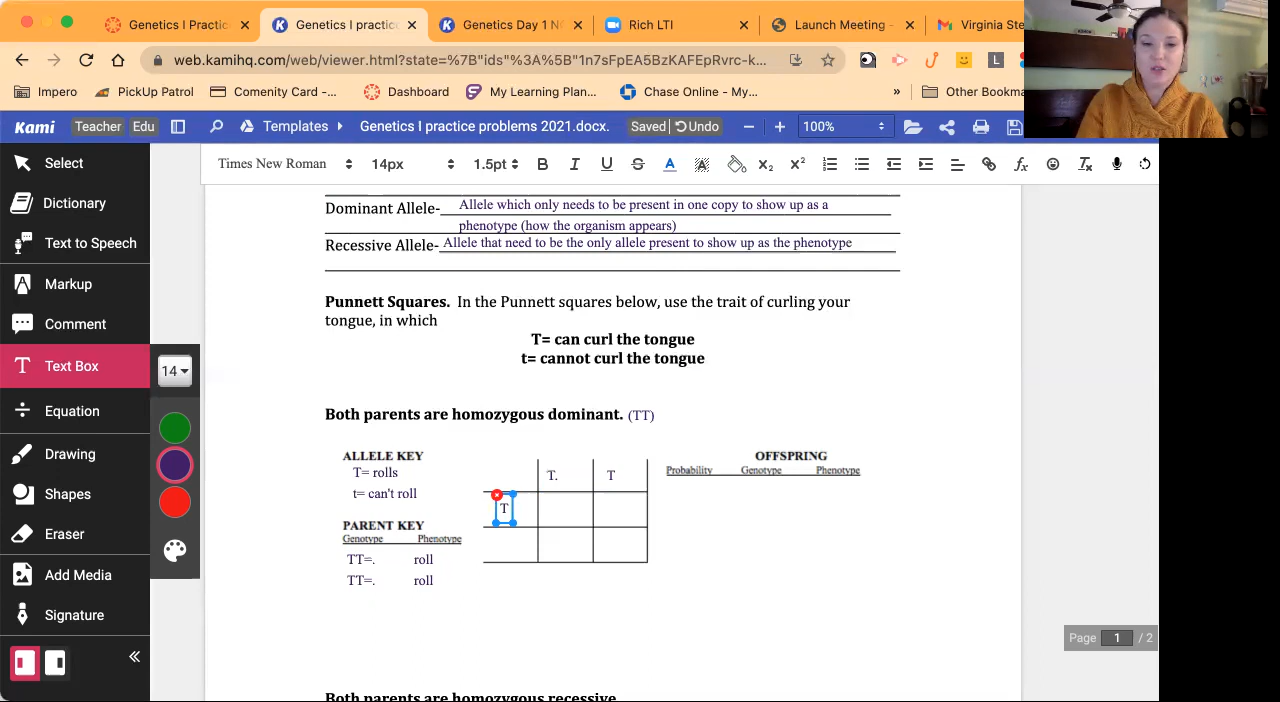 Genetics I Practic
Genetics I practic
Genetics Day 1 N
Rich LTI
Launch Meeting -
Virginia Ste
web.kamihq.com/web/viewer.html?state=%7B"ids"%3A%5B"1n7sFpEA5BzKAFEpRvrc-k...
Impero
PickUp Patrol
Comenity Card -...
Dashboard
My Learning Plan...
Chase Online - My...
»
Other Bookma
Kami
Teacher
Edu
Templates
Genetics I practice problems 2021.docx.
Saved
Undo
100%
Select
Dictionary
Text to Speech
Markup
Comment
Text Box
Equation
Drawing
Shapes
Eraser
Add Media
Signature
14
Times New Roman
14px
1.5pt
B I U S A
Dominant Allele- Allele which only needs to be present in one copy to show up as a
phenotype (how the organism appears)
Recessive Allele- Allele that need to be the only allele present to show up as the phenotype
Punnett Squares. In the Punnett squares below, use the trait of curling your
tongue, in which
T= can curl the tongue
t= cannot curl the tongue
Both parents are homozygous dominant. (TT)
ALLELE KEY
T= rolls
t= can't roll
PARENT KEY
Genotype Phenotype
TT=. roll
TT=. roll
T. T
T
OFFSPRING
Probability Genotype Phenotype
Page 1 / 2
Both parents are homozygous recessive.